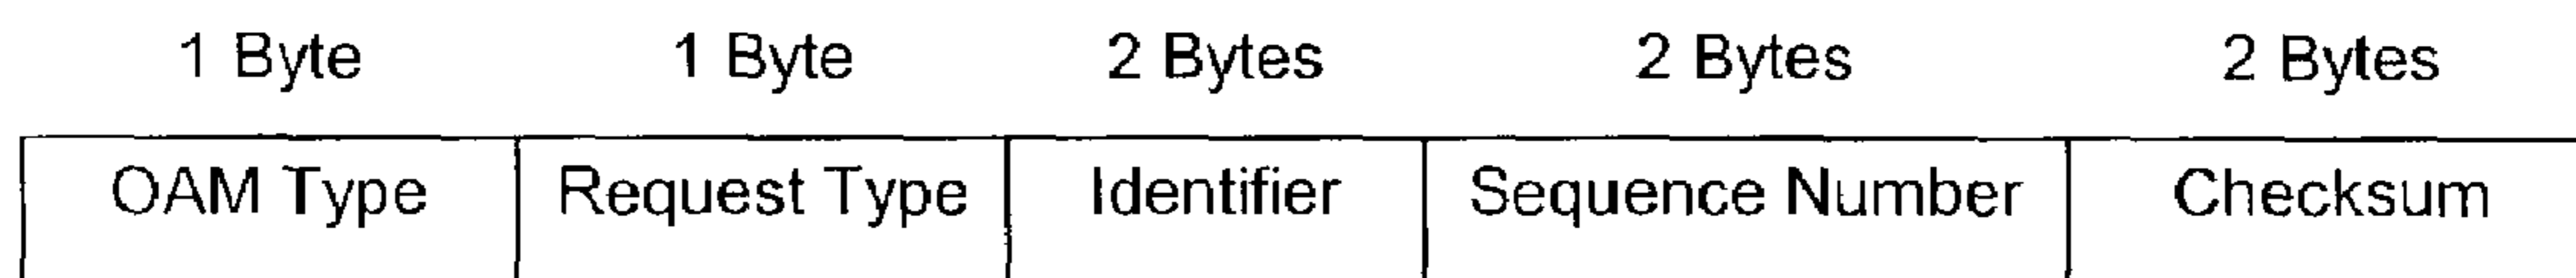 1 Byte 1 Byte 2 Bytes 2 Bytes 2 Bytes
OAM Type Request Type Identifier Sequence Number Checksum